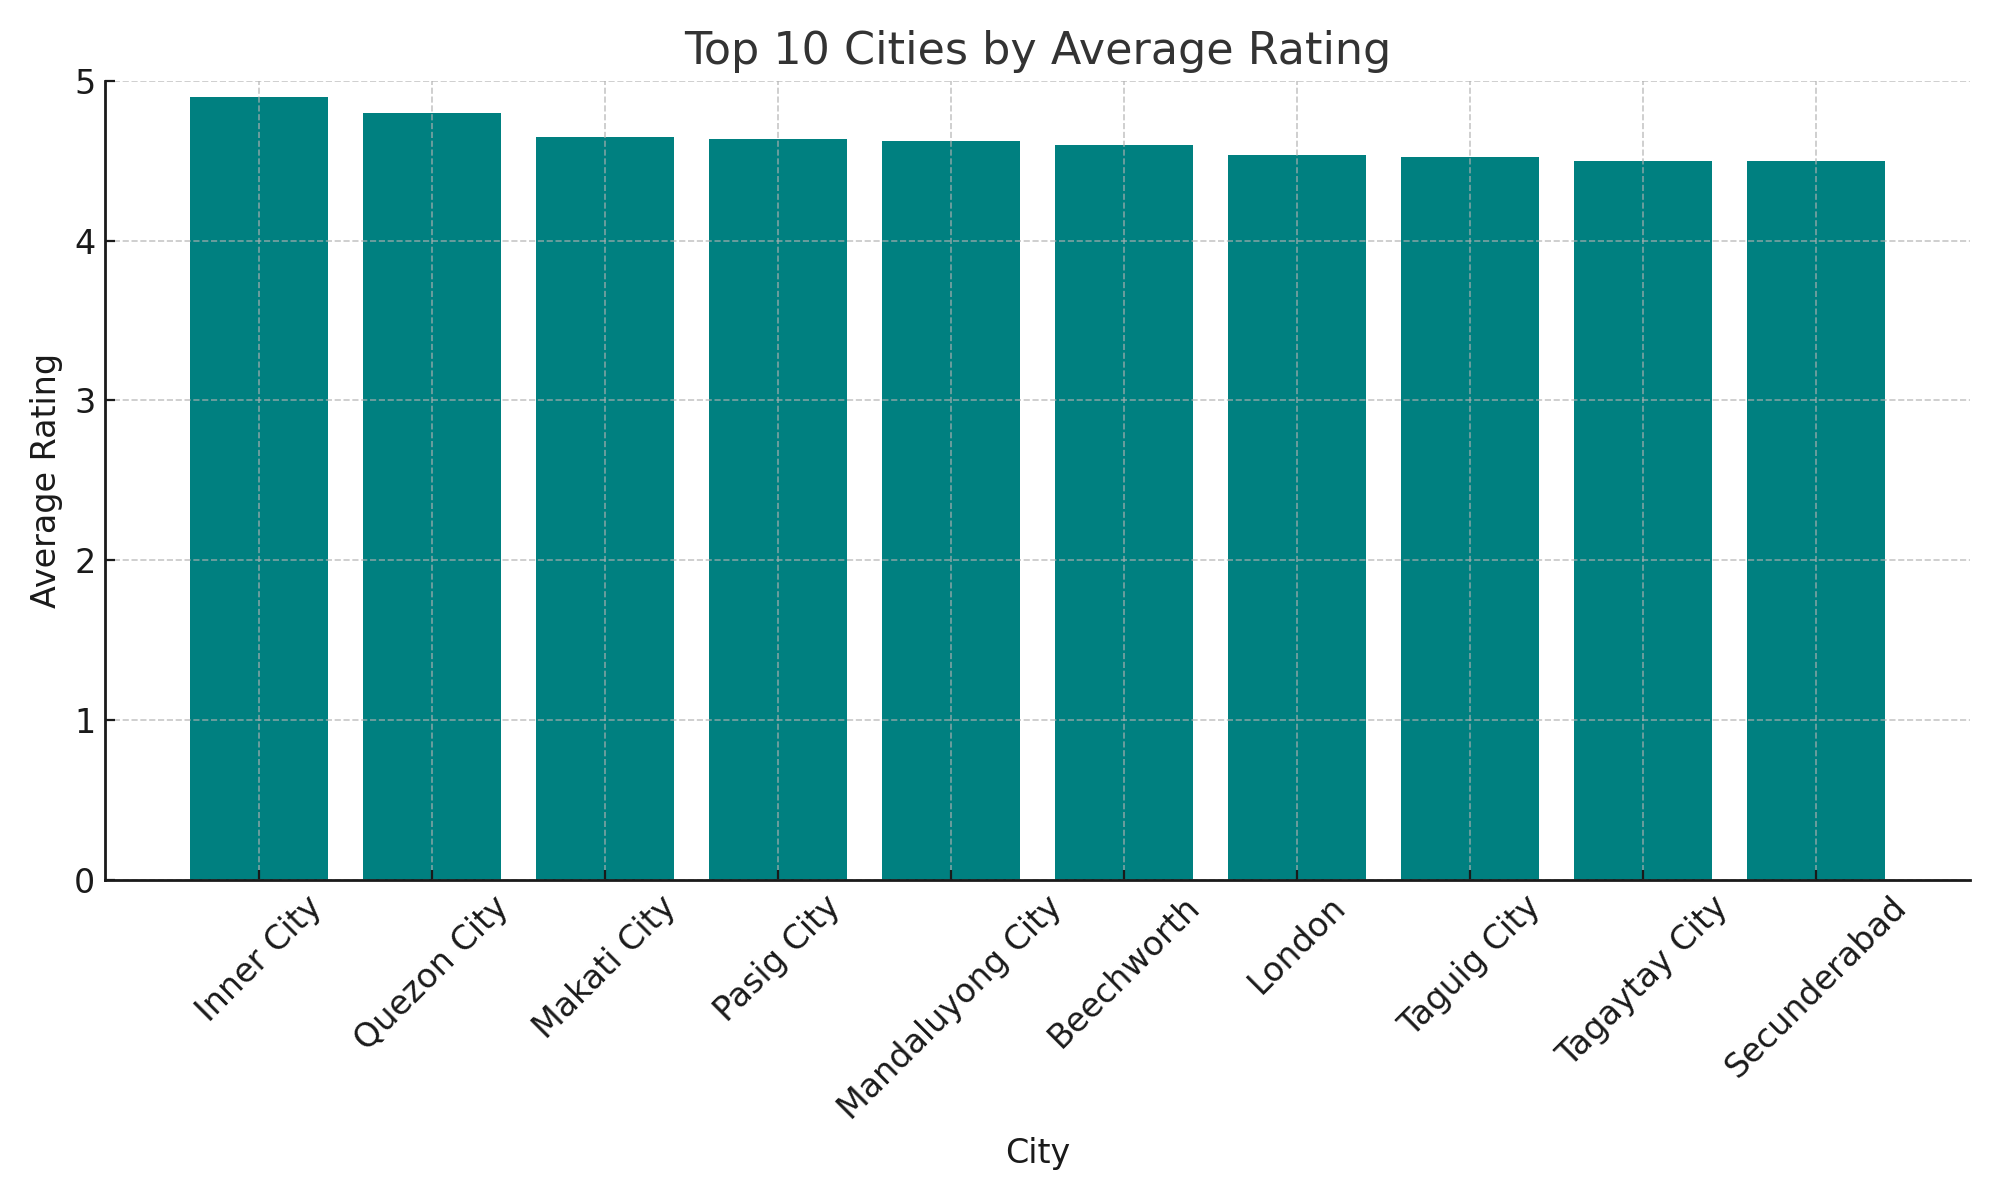 Top 10 Cities by Average Rating
5
4
3
2
1
0
Average Rating
Inner City
Quezon City
Makati City
Pasig City
Mandaluyong City
Beechworth
London
Taguig City
Tagaytay City
Secunderabad
City